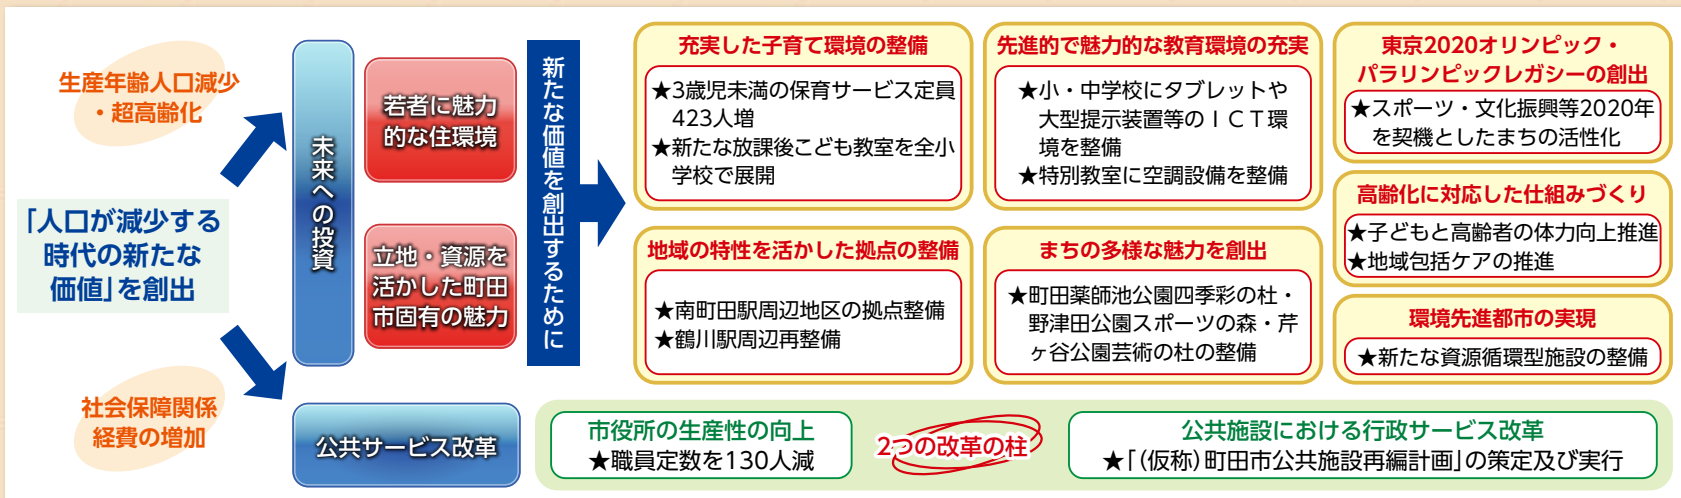 生産年齢人口減少
・超高齢化
「人口が減少する
時代の新たな
価値」を創出
社会保障関係
経費の増加
未来への投資
若者に魅力
的な住環境
立地・資源を
活かした町田
市固有の魅力
新たな価値を創出するために
充実した子育て環境の整備
★3歳児未満の保育サービス定員
423人増
★新たな放課後こども教室を全小
学校で展開
先進的で魅力的な教育環境の充実
★小・中学校にタブレットや
大型提示装置等のＩＣＴ環
境を整備
★特別教室に空調設備を整備
東京2020オリンピック・
パラリンピックレガシーの創出
★スポーツ・文化振興等2020年
を契機としたまちの活性化
高齢化に対応した仕組みづくり
★子どもと高齢者の体力向上推進
★地域包括ケアの推進
地域の特性を活かした拠点の整備
★南町田駅周辺地区の拠点整備
★鶴川駅周辺再整備
まちの多様な魅力を創出
★町田薬師池公園四季彩の杜・
野津田公園スポーツの森・芹
ヶ谷公園芸術の杜の整備
環境先進都市の実現
★新たな資源循環型施設の整備
公共サービス改革
市役所の生産性の向上
★職員定数を130人減
2つの改革の柱
公共施設における行政サービス改革
★「(仮称)町田市公共施設再編計画」の策定及び実行